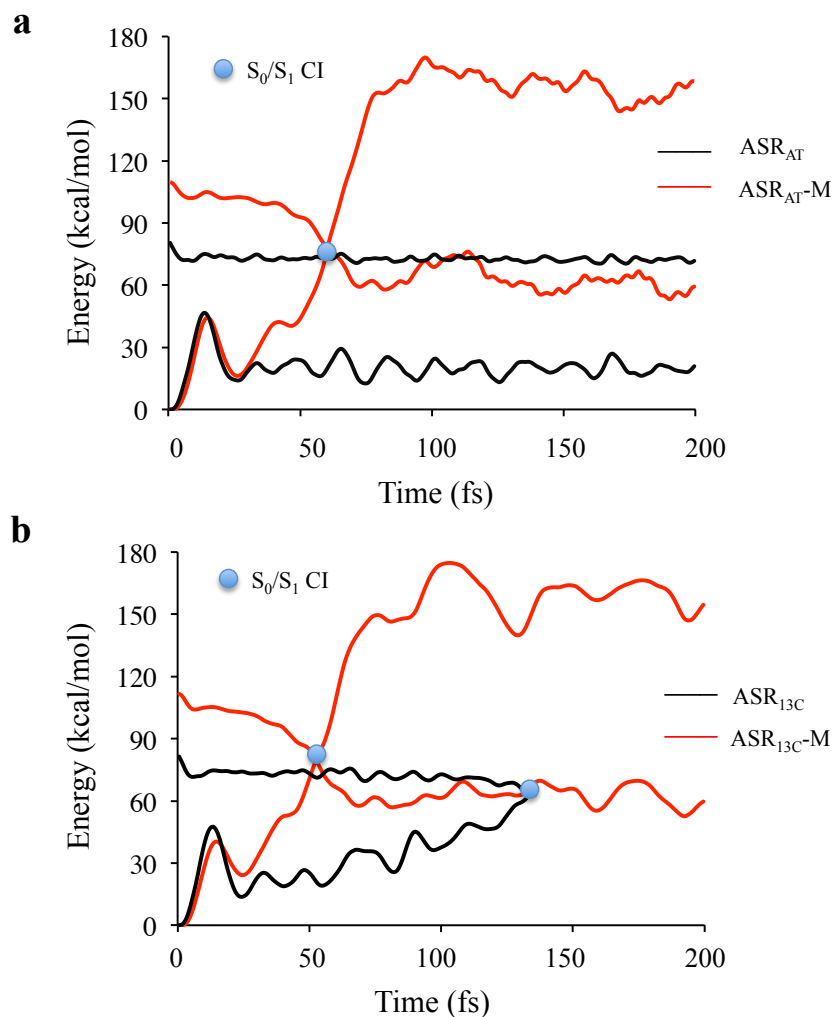 a
180
150
120
90
60
30
0
Energy (kcal/mol)
S₀/S₁ CI
ASR_AT
ASR_AT-M
0 50 100 150 200
Time (fs)
b
180
150
120
90
60
30
0
Energy (kcal/mol)
S₀/S₁ CI
ASR₁₃C
ASR₁₃C-M
0 50 100 150 200
Time (fs)